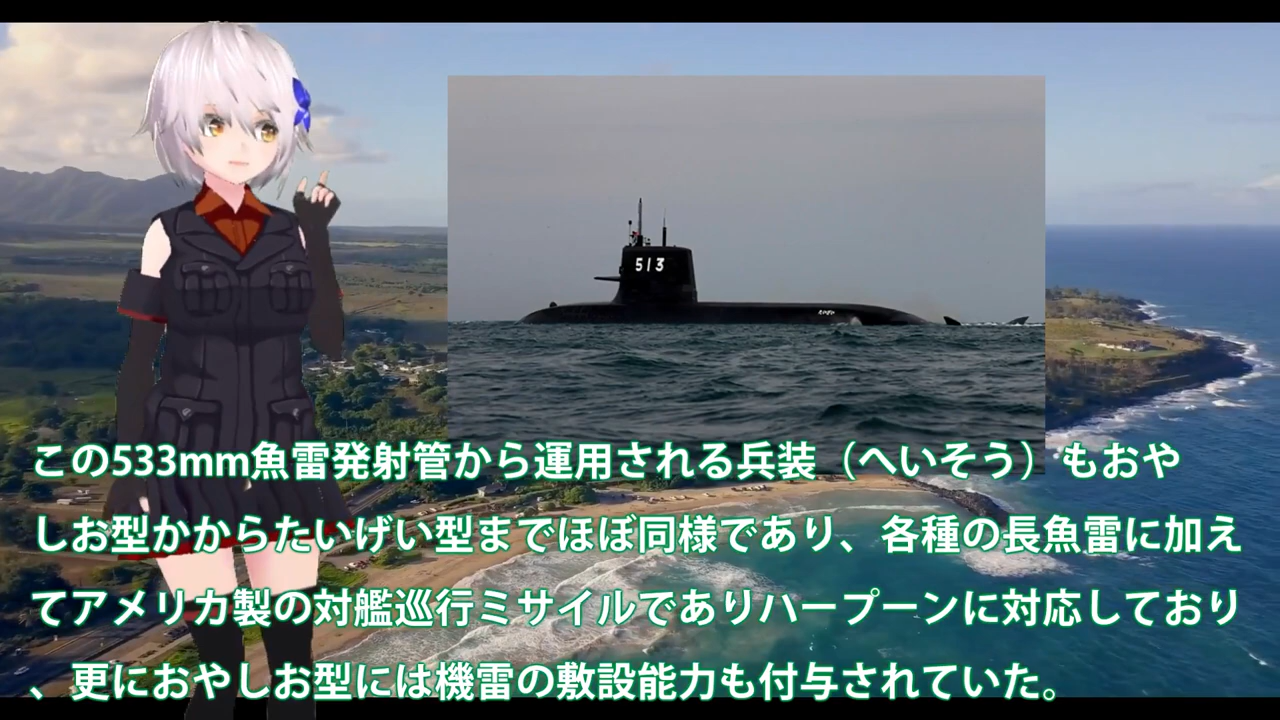 513
この533mm魚雷発射管から運用される兵装（へいそう）もおや
しお型かからたいげい型までほぼ同様であり、各種の長魚雷に加え
てアメリカ製の対艦巡行ミサイルでありハープーンに対応しており
、更におやしお型には機雷の敷設能力も付与されていた。